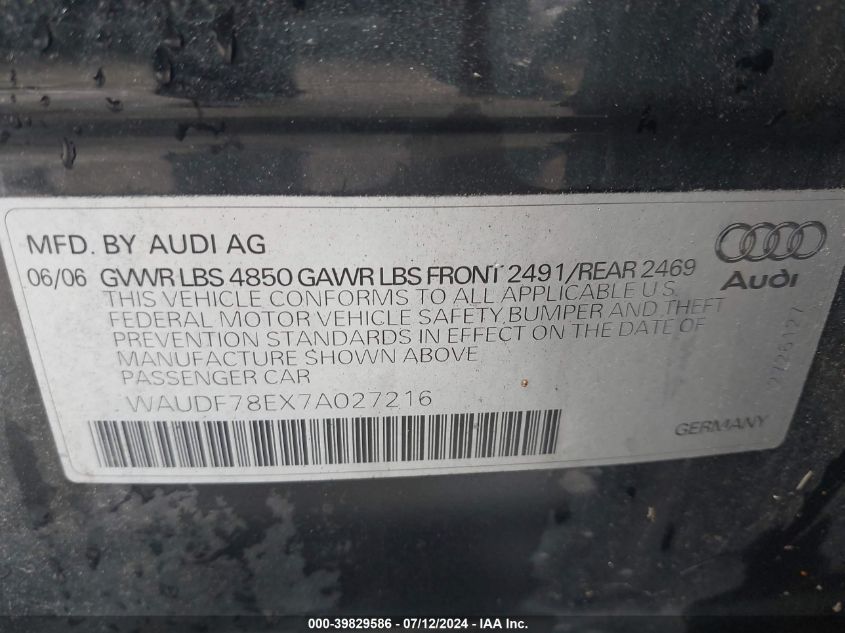 MFD. BY AUDI AG
06/06 GVWR LBS 4850 GAWR LBS FRONT 2491/REAR 2469
THIS VEHICLE CONFORMS TO ALL APPLICABLE U.S.
FEDERAL MOTOR VEHICLE SAFETY,BUMPER AND THEFT
PREVENTION STANDARDS IN EFFECT ON THE DATE OF
MANUFACTURE SHOWN ABOVE
PASSENGER CAR
WAUDF78EX7A027216
Audi
2726127
GERMANY
000-39829586 - 07/12/2024 - IAA Inc.